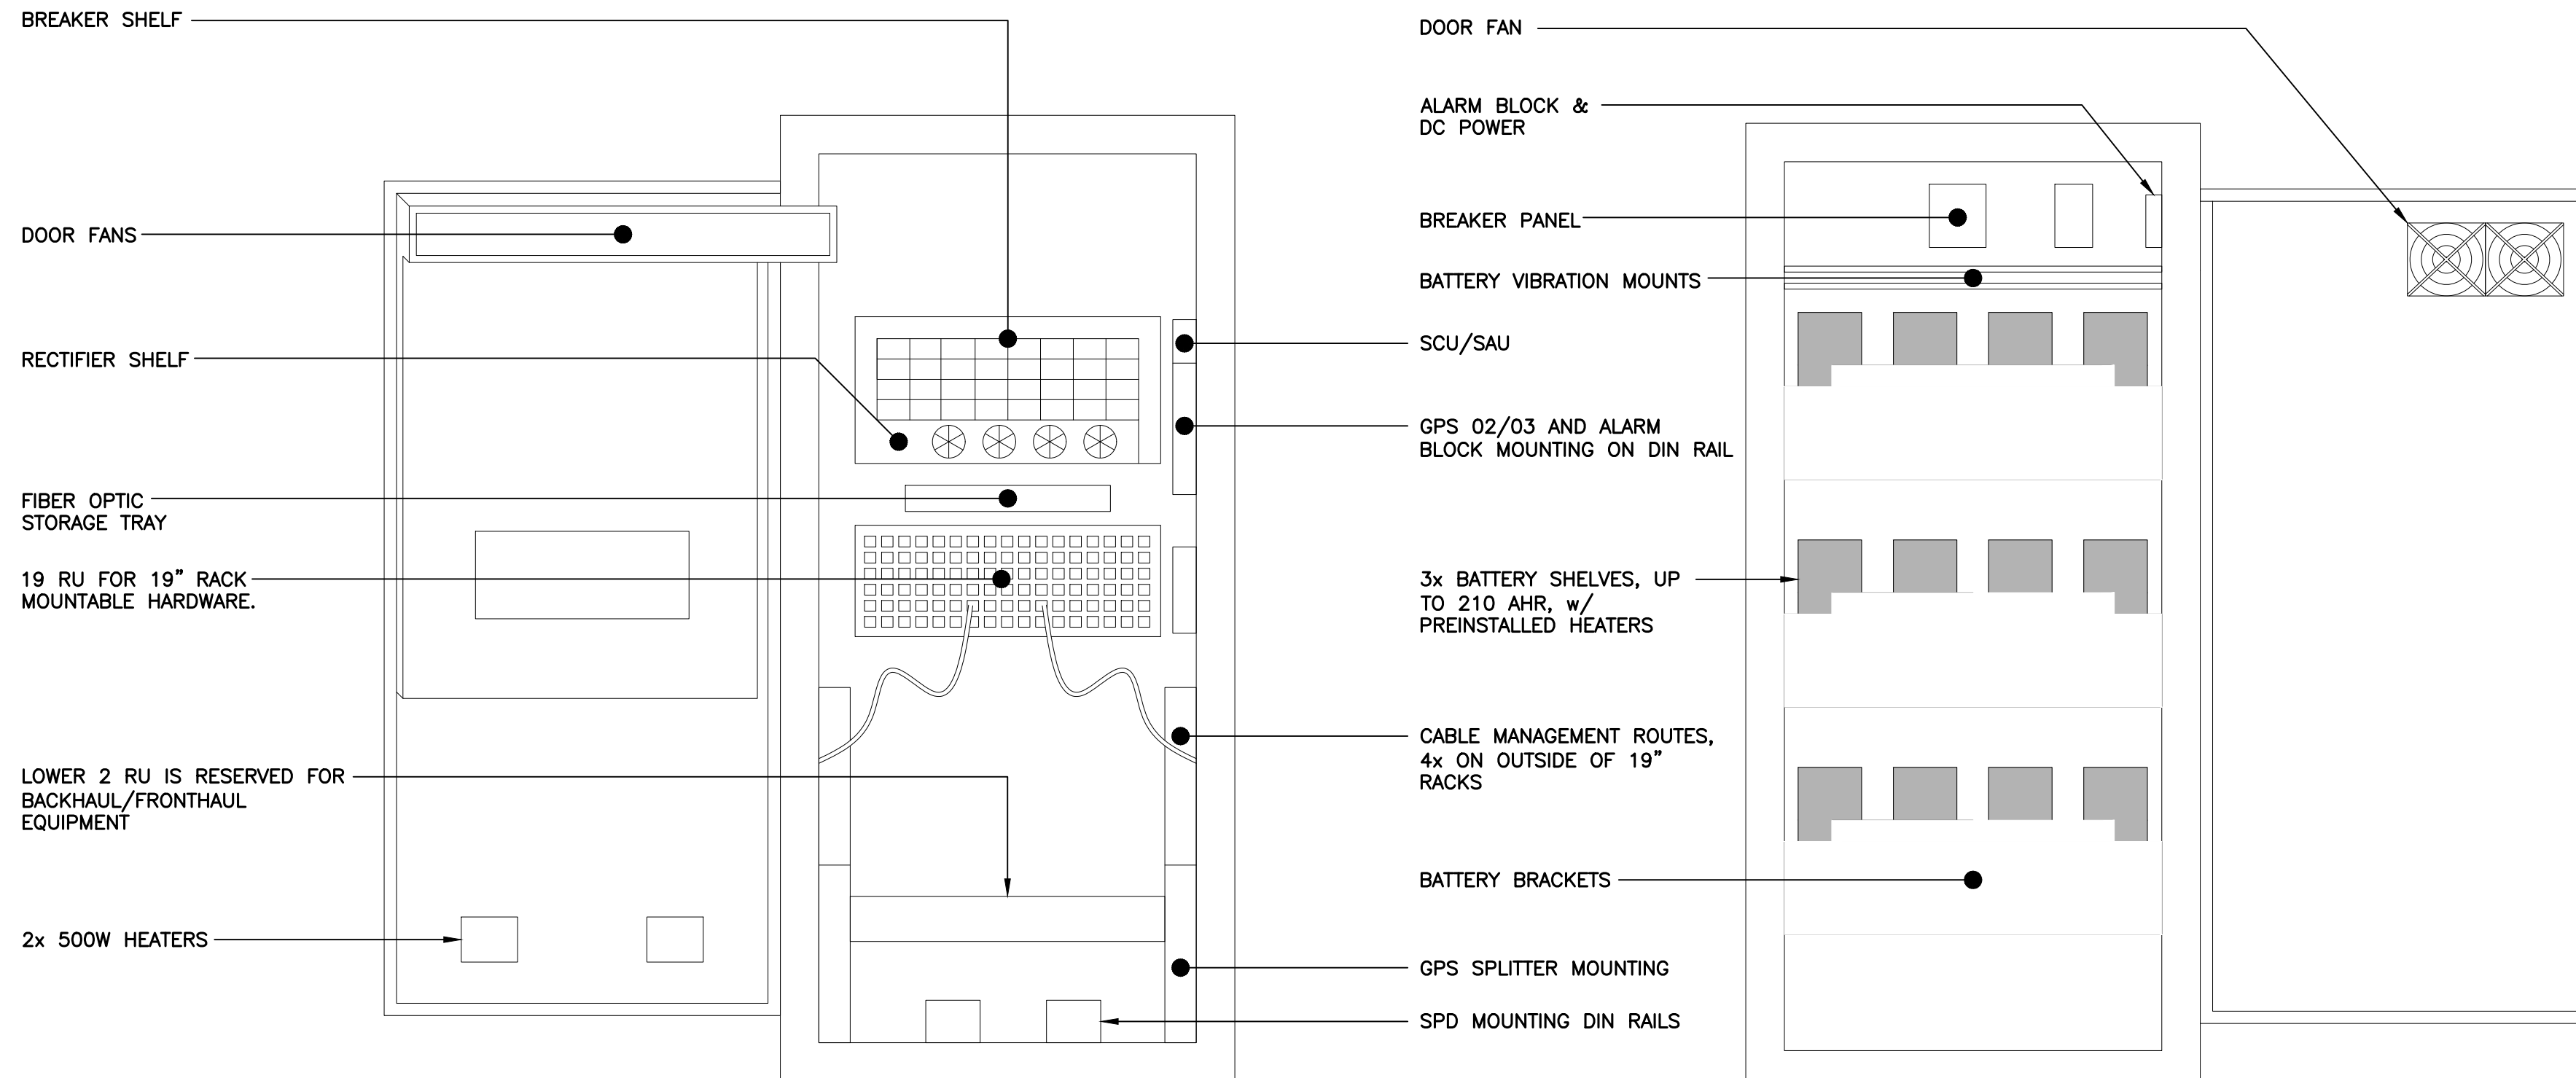 BREAKER SHELF
DOOR FANS
RECTIFIER SHELF
FIBER OPTIC
STORAGE TRAY
19 RU FOR 19" RACK
MOUNTABLE HARDWARE.
LOWER 2 RU IS RESERVED FOR
BACKHAUL/FRONTHAUL
EQUIPMENT
2x 500W HEATERS
DOOR FAN
ALARM BLOCK &
DC POWER
BREAKER PANEL
BATTERY VIBRATION MOUNTS
SCU/SAU
GPS 02/03 AND ALARM
BLOCK MOUNTING ON DIN RAIL
3x BATTERY SHELVES, UP
TO 210 AHR, w/
PREINSTALLED HEATERS
CABLE MANAGEMENT ROUTES,
4x ON OUTSIDE OF 19"
RACKS
BATTERY BRACKETS
GPS SPLITTER MOUNTING
SPD MOUNTING DIN RAILS